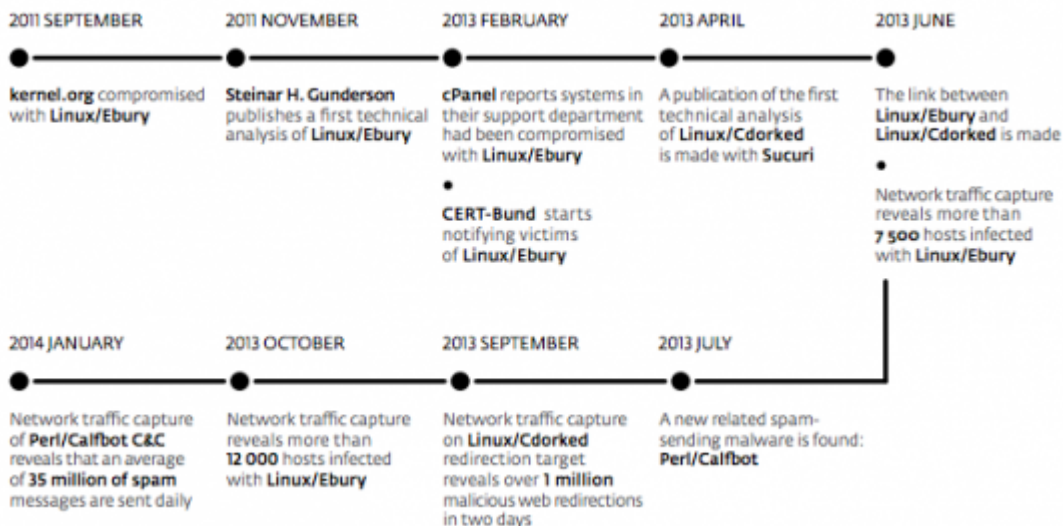 2011 SEPTEMBER
kernel.org compromised
with Linux/Ebury
2011 NOVEMBER
Steinar H. Gunderson
publishes a first technical
analysis of Linux/Ebury
2013 FEBRUARY
cPanel reports systems in
their support department
had been compromised
with Linux/Ebury
CERT-Bund starts
notifying victims
of Linux/Ebury
2013 APRIL
A publication of the first
technical analysis
of Linux/Cdorked
is made with Sucuri
2013 JUNE
The link between
Linux/Ebury and
Linux/Cdorked is made
Network traffic capture
reveals more than
7 500 hosts infected
with Linux/Ebury
2013 JULY
A new related spam-
sending malware is found:
Perl/Calfbot
2013 SEPTEMBER
Network traffic capture
on Linux/Cdorked
redirection target
reveals over 1 million
malicious web redirections
in two days
2013 OCTOBER
Network traffic capture
reveals more than
12 000 hosts infected
with Linux/Ebury
2014 JANUARY
Network traffic capture
of Perl/Calfbot C&C
reveals that an average
of 35 million of spam
messages are sent daily